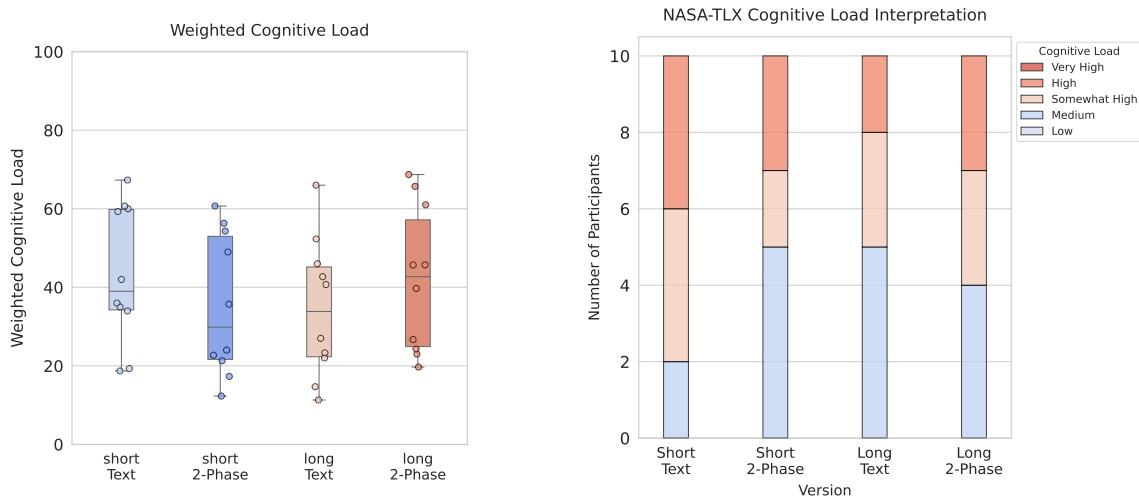 Weighted Cognitive Load
Weighted Cognitive Load
100
80
60
40
20
0
short
Text
short
2-Phase
long
Text
long
2-Phase
NASA-TLX Cognitive Load Interpretation
Number of Participants
10
8
6
4
2
0
Short
Text
Short
2-Phase
Long
Text
Long
2-Phase
Version
Cognitive Load
Very High
High
Somewhat High
Medium
Low